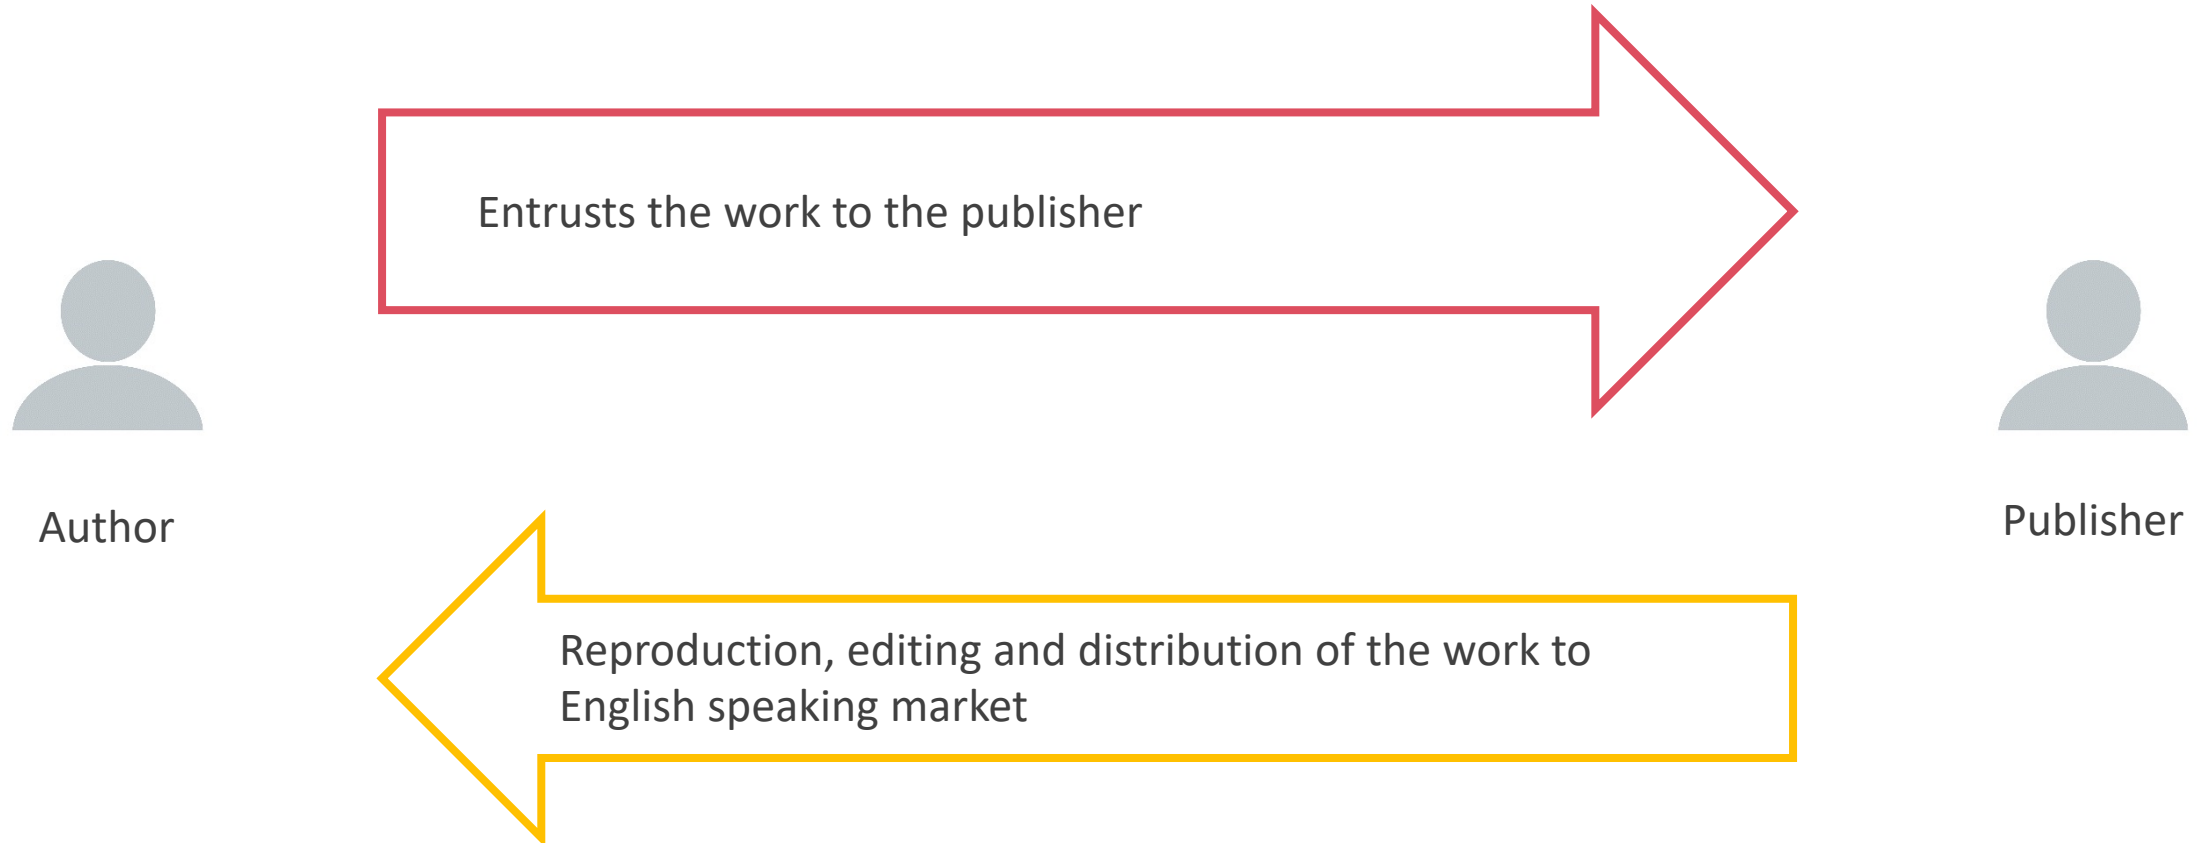 Entrusts the work to the publisher
Author
Publisher
Reproduction, editing and distribution of the work to
English speaking market